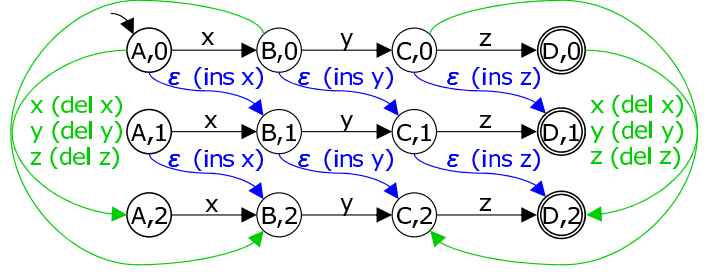 x y z
A,0 B,0 C,0 D,0
ε (ins x) ε (ins y) ε (ins z)
x (del x) x y z x (del x)
y (del y) A,1 B,1 C,1 D,1 y (del y)
z (del z) ε (ins x) ε (ins y) ε (ins z) z (del z)
x y z
A,2 B,2 C,2 D,2